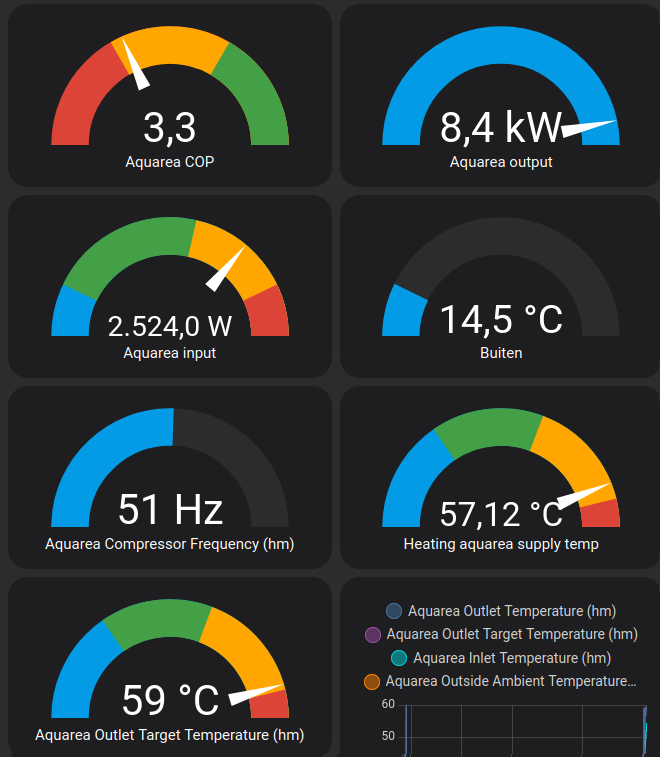 3,3
Aquarea COP
8,4 kW
Aquarea output
2.524,0 W
Aquarea input
14,5 °C
Buiten
51 Hz
Aquarea Compressor Frequency (hm)
57,12 °C
Heating aquarea supply temp
59 °C
Aquarea Outlet Target Temperature (hm)
Aquarea Outlet Temperature (hm)
Aquarea Outlet Target Temperature (hm)
Aquarea Inlet Temperature (hm)
Aquarea Outside Ambient Temperature...
60
50